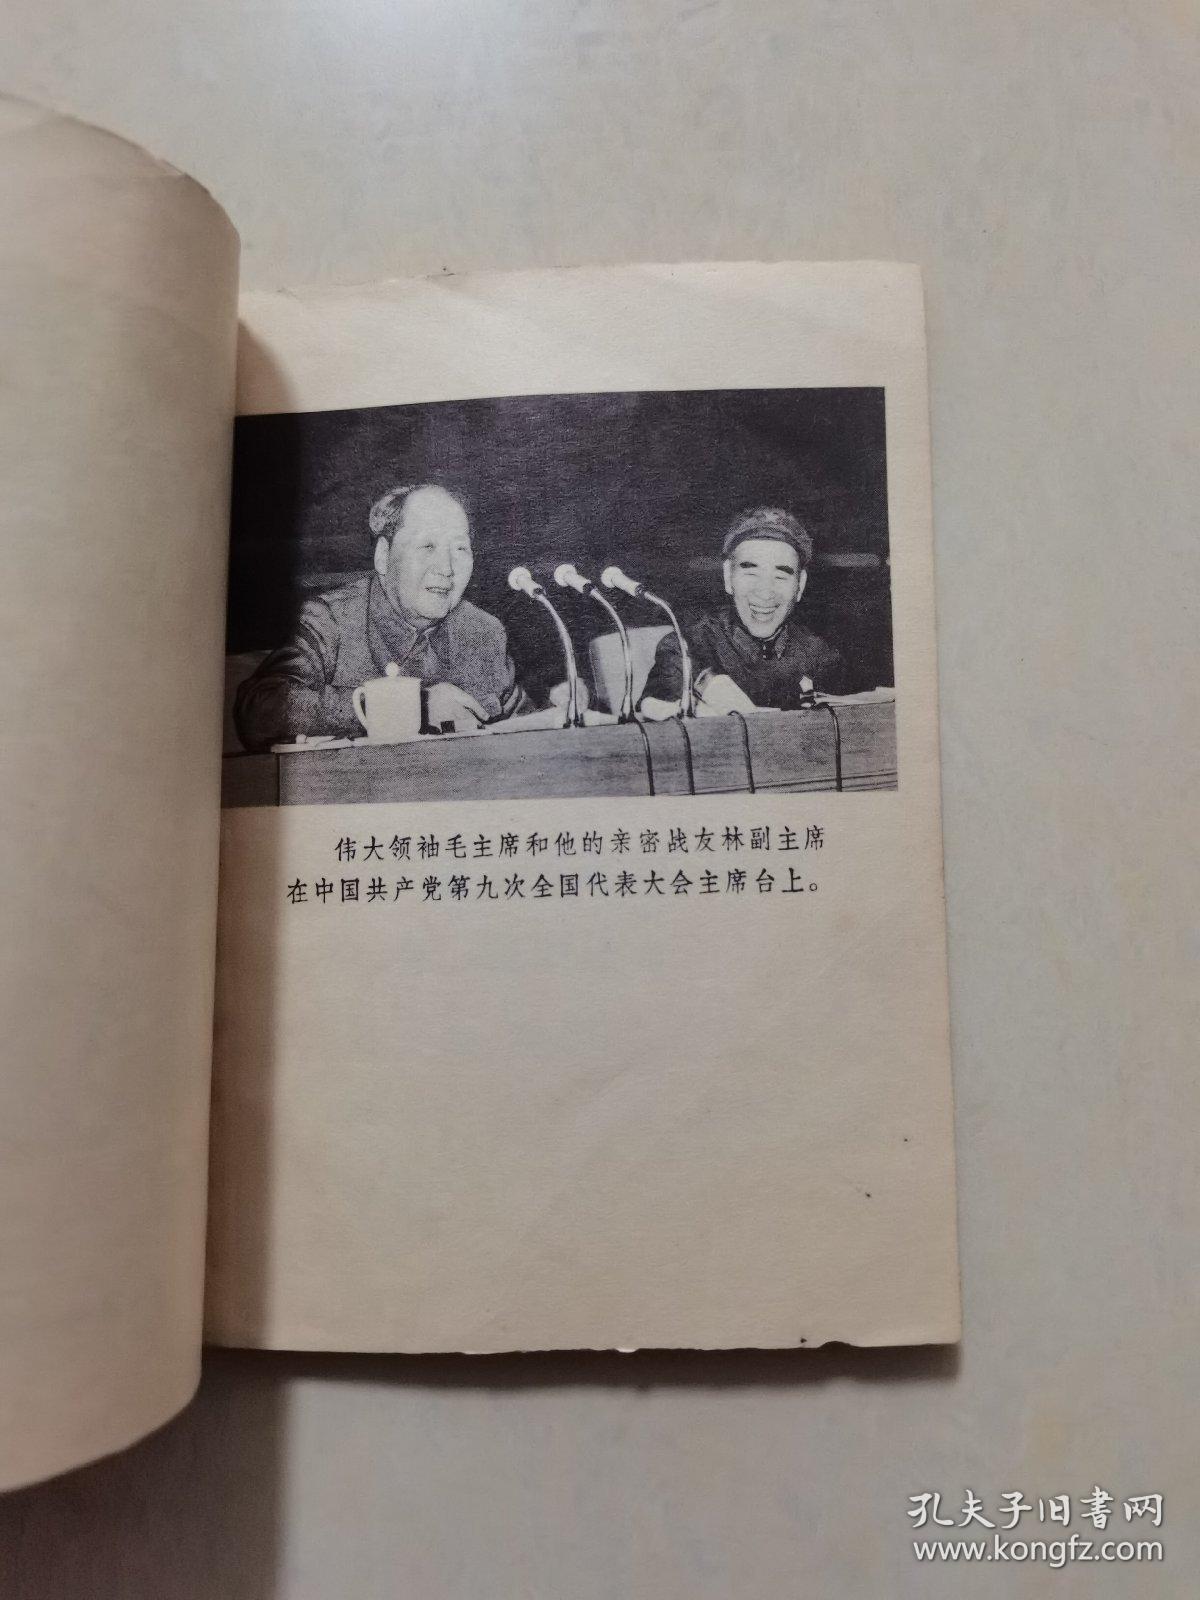 伟大领袖毛主席和他的亲密战友林副主席
在中国共产党第九次全国代表大会主席台上。
孔夫子旧书网
www.kongfz.com